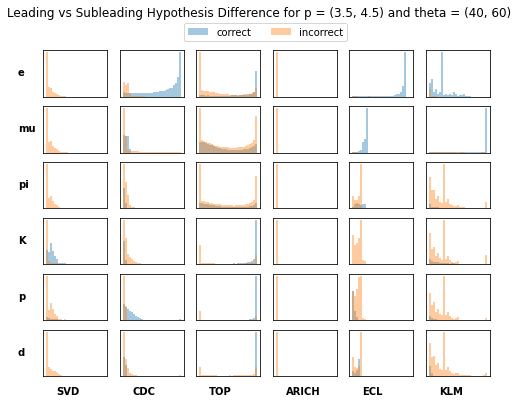 Leading vs Subleading Hypothesis Difference for p = (3.5, 4.5) and theta = (40, 60)
correct incorrect
e
mu
pi
K
p
d
SVD CDC TOP ARICH ECL KLM